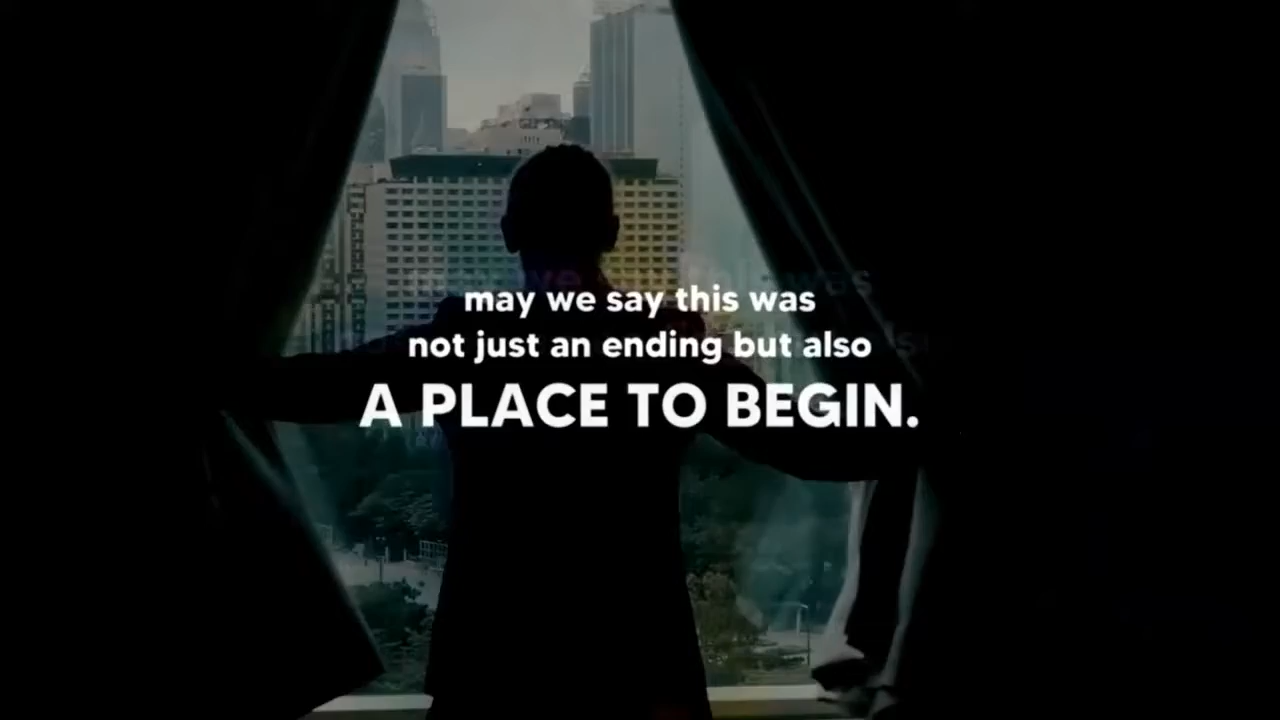 may we say this was
not just an ending but also
A PLACE TO BEGIN.